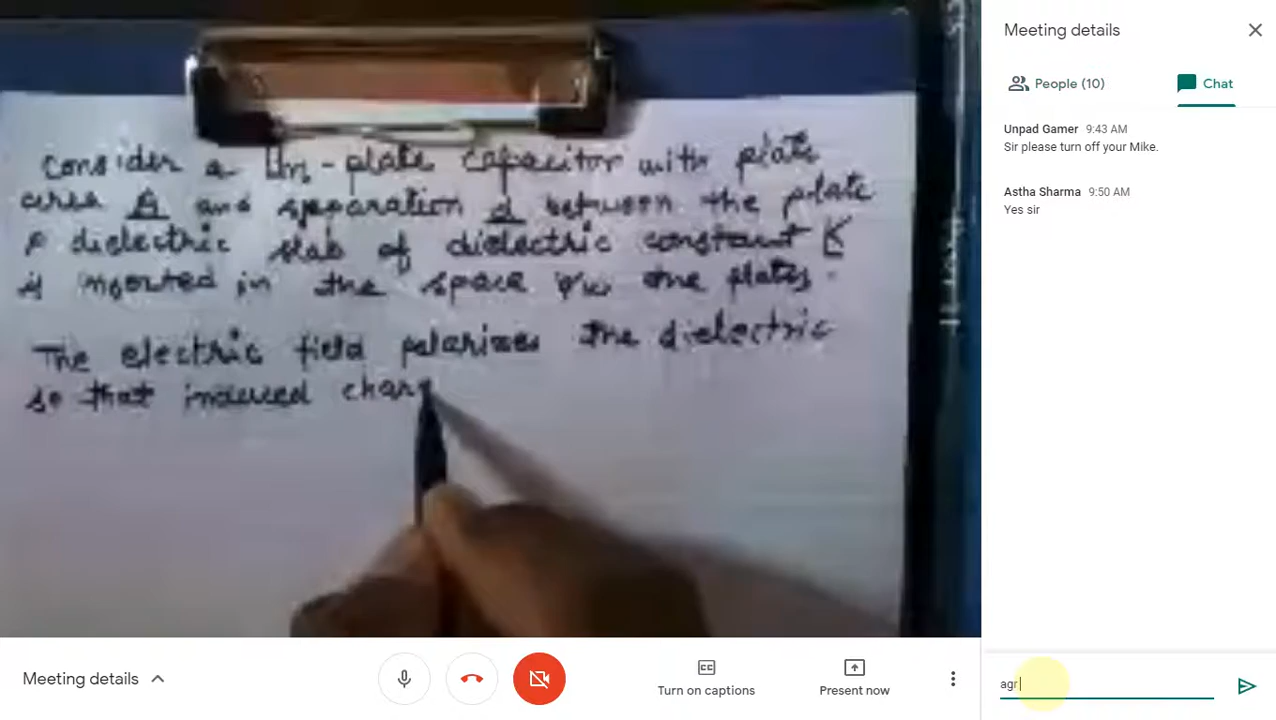 Consider a llrs-plate capacitor with plate
area A and separation d between the plate
A dielectric slab of dielectric constant K
is inserted in the space b/w the plates.
The electric field polarizes the dielectric
so that induced charg
Meeting details
People (10)
Chat
Unpad Gamer 9:43 AM
Sir please turn off your Mike.
Astha Sharma 9:50 AM
Yes sir
agr
Meeting details
Turn on captions
Present now